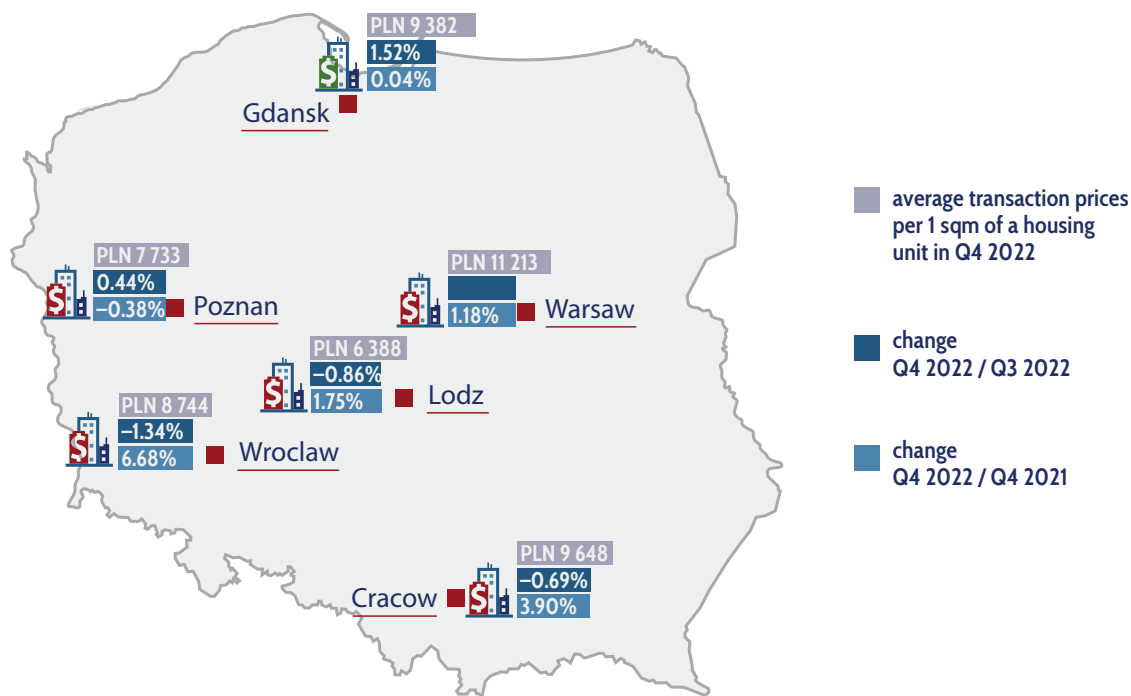 PLN 9 382
1.52%
0.04%
Gdansk
PLN 7 733
0.44%
−0.38%
Poznan
PLN 11 213
1.18%
Warsaw
PLN 6 388
−0.86%
1.75%
Lodz
PLN 8 744
−1.34%
6.68%
Wroclaw
PLN 9 648
−0.69%
3.90%
Cracow
average transaction prices
per 1 sqm of a housing
unit in Q4 2022
change
Q4 2022 / Q3 2022
change
Q4 2022 / Q4 2021